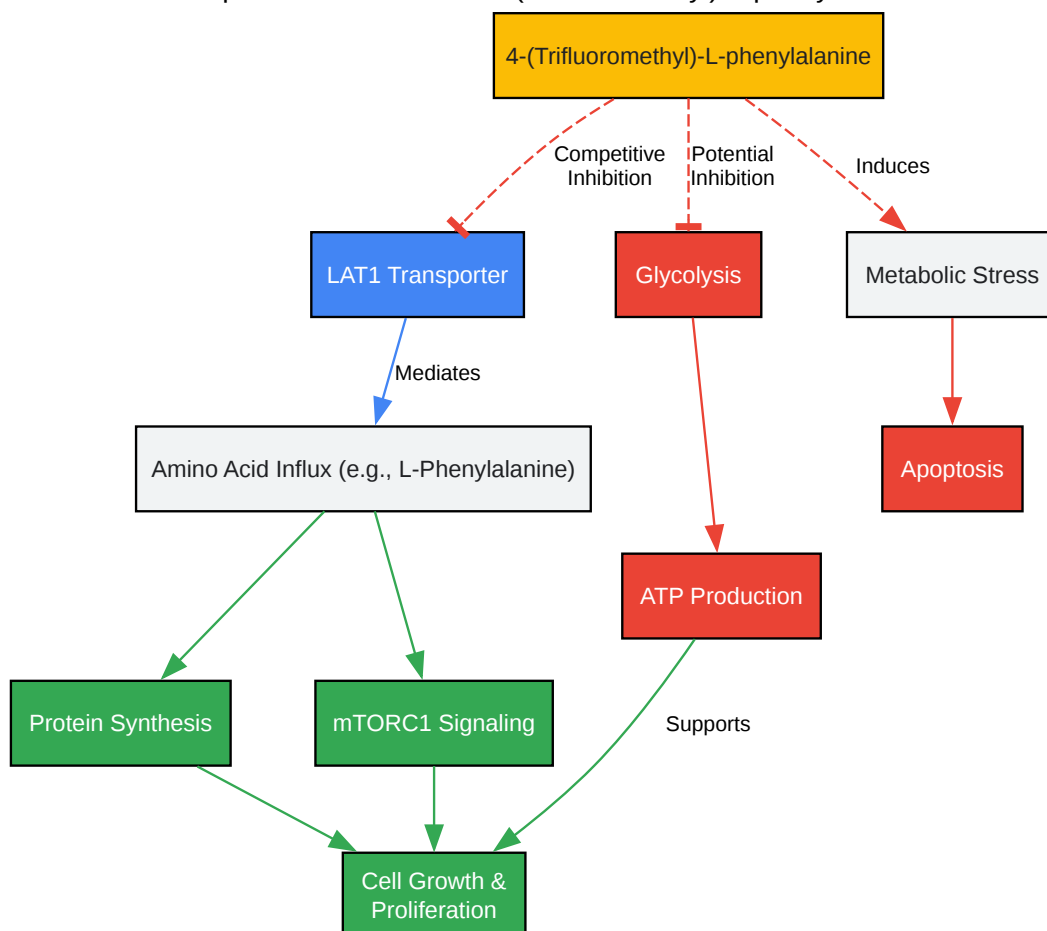 4-(Trifluoromethyl)-L-phenylalanine
Competitive
Inhibition
Potential
Inhibition
Induces
LAT1 Transporter
Glycolysis
Metabolic Stress
Mediates
Amino Acid Influx (e.g., L-Phenylalanine)
Apoptosis
ATP Production
Protein Synthesis
mTORC1 Signaling
Supports
Cell Growth &
Proliferation